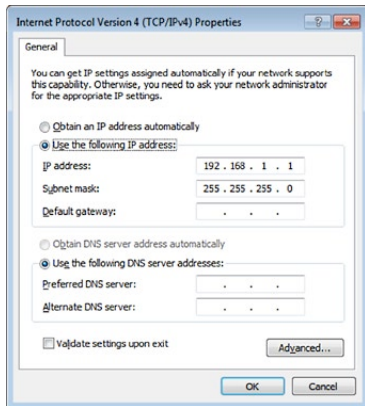 Internet Protocol Version 4 (TCP/IPv4) Properties
General
You can get IP settings assigned automatically if your network supports
this capability. Otherwise, you need to ask your network administrator
for the appropriate IP settings.
Obtain an IP address automatically
Use the following IP address:
IP address: 192 . 168 . 1 . 1
Subnet mask: 255 . 255 . 255 . 0
Default gateway: . . .
Obtain DNS server address automatically
Use the following DNS server addresses:
Preferred DNS server: . . .
Alternate DNS server: . . .
Validate settings upon exit
Advanced...
OK Cancel